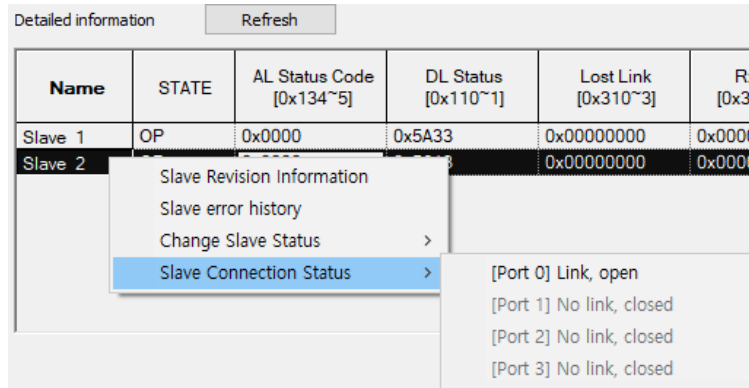 Detailed information Refresh
Name STATE AL Status Code [0x134~5] DL Status [0x110~1] Lost Link [0x310~3]
Slave 1 OP 0x0000 0x5A33 0x00000000
Slave 2 0x00000000
Slave Revision Information
Slave error history
Change Slave Status >
Slave Connection Status >
[Port 0] Link, open
[Port 1] No link, closed
[Port 2] No link, closed
[Port 3] No link, closed